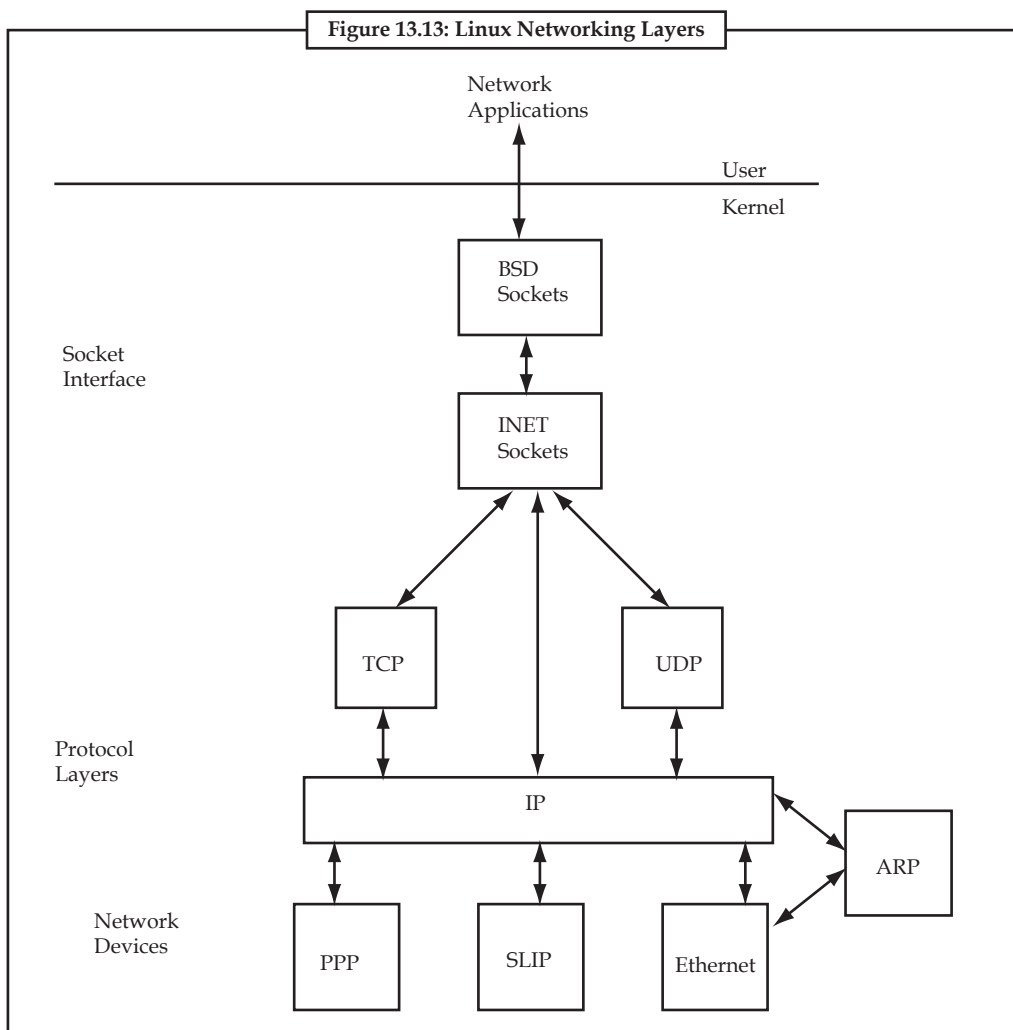 Figure 13.13: Linux Networking Layers
Network
Applications
User
Kernel
BSD
Sockets
Socket
Interface
INET
Sockets
TCP
UDP
Protocol
Layers
IP
ARP
Network
Devices
PPP
SLIP
Ethernet